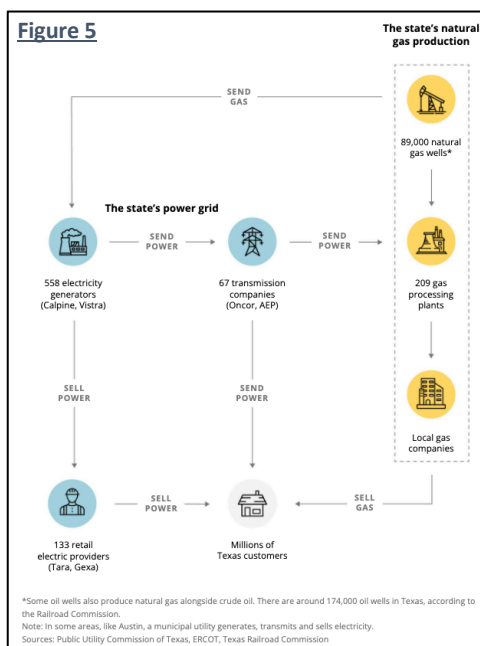 Figure 5
The state's natural
gas production
SEND
GAS
89,000 natural
gas wells*
The state's power grid
SEND
POWER
SEND
POWER
558 electricity
generators
(Calpine, Vistra)
67 transmission
companies
(Oncor, AEP)
209 gas
processing
plants
SELL
POWER
SEND
POWER
Local gas
companies
SELL
POWER
SELL
GAS
133 retail
electric providers
(Tara, Gexa)
Millions of
Texas customers
*Some oil wells also produce natural gas alongside crude oil. There are around 174,000 oil wells in Texas, according to
the Railroad Commission.
Note: In some areas, like Austin, a municipal utility generates, transmits and sells electricity.
Sources: Public Utility Commission of Texas, ERCOT, Texas Railroad Commission